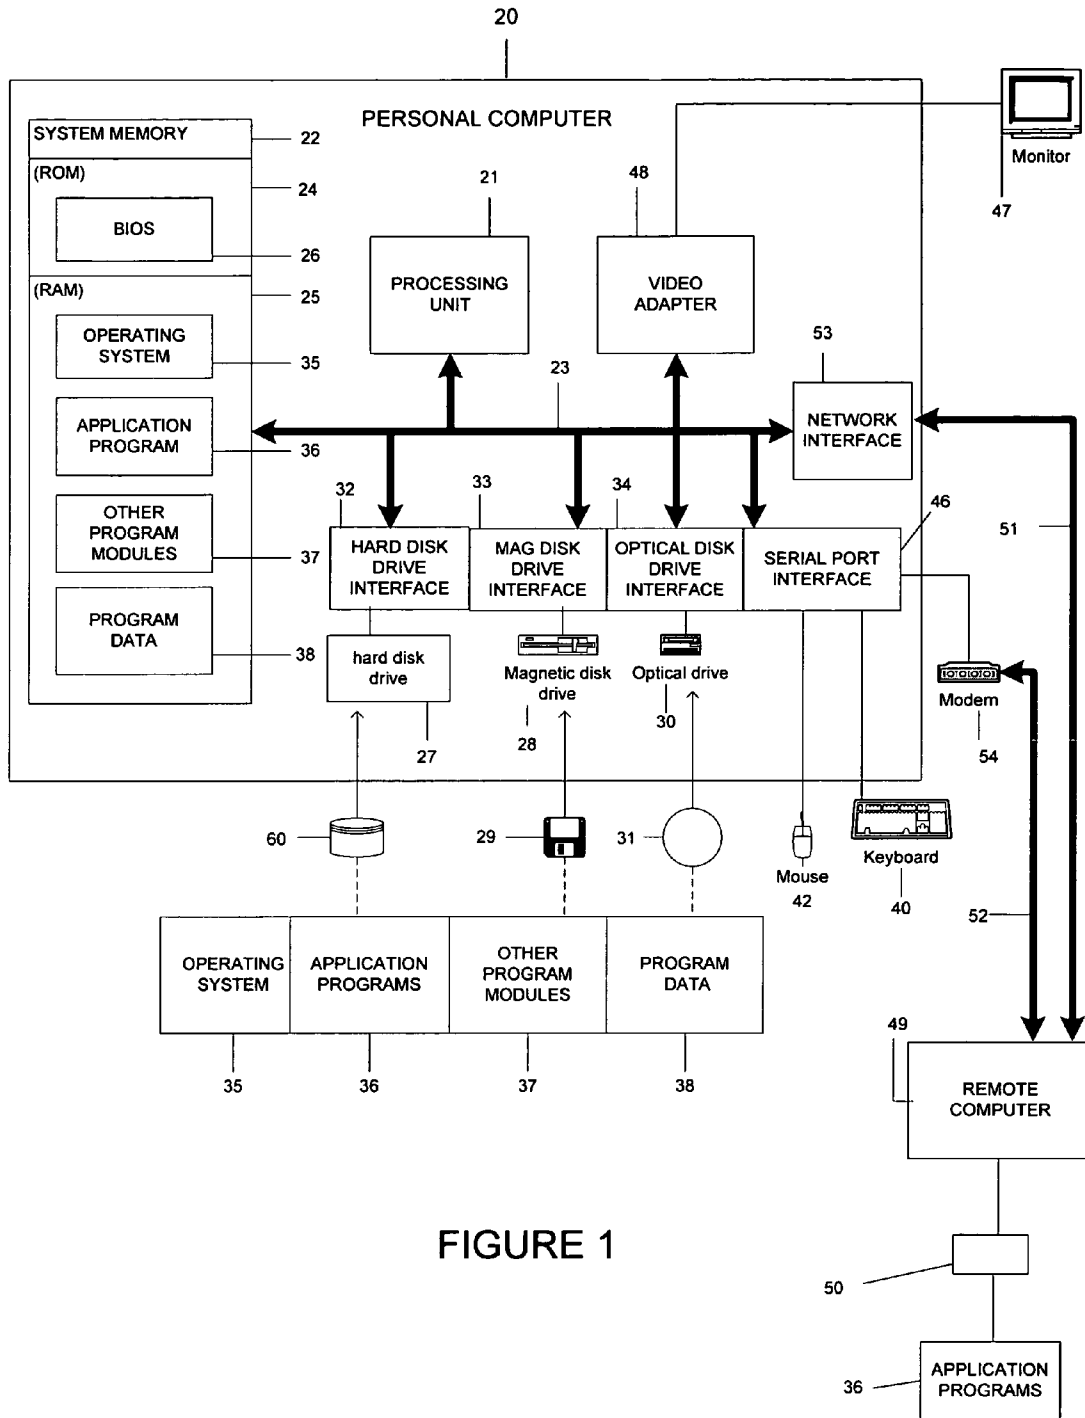 20
PERSONAL COMPUTER
SYSTEM MEMORY
22
(ROM)
24
BIOS
26
(RAM)
25
OPERATING
SYSTEM
35
APPLICATION
PROGRAM
36
OTHER
PROGRAM
MODULES
37
PROGRAM
DATA
38
21
PROCESSING
UNIT
48
VIDEO
ADAPTER
Monitor
47
23
53
NETWORK
INTERFACE
32
HARD DISK
DRIVE
INTERFACE
33
MAG DISK
DRIVE
INTERFACE
34
OPTICAL DISK
DRIVE
INTERFACE
46
SERIAL PORT
INTERFACE
51
hard disk
drive
27
Magnetic disk
drive
28
Optical drive
30
Modem
54
60
29
31
Mouse
42
Keyboard
40
52
OPERATING
SYSTEM
APPLICATION
PROGRAMS
OTHER
PROGRAM
MODULES
PROGRAM
DATA
35
36
37
38
49
REMOTE
COMPUTER
FIGURE 1
50
36
APPLICATION
PROGRAMS